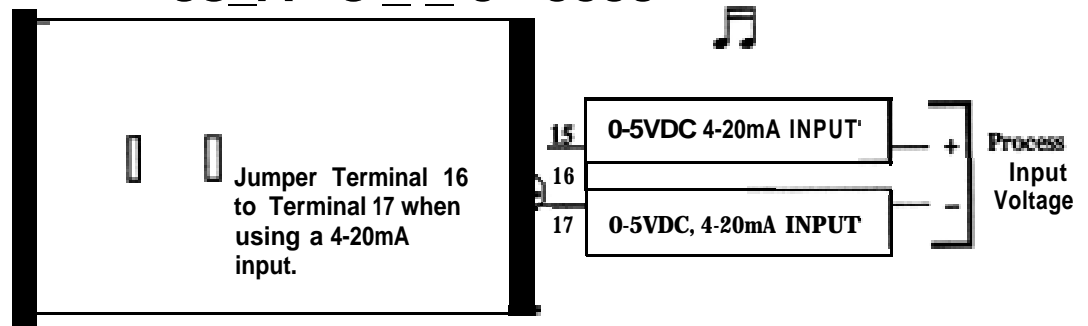 15 0-5VDC 4-20mA INPUT'
+ Process
Input
Voltage
16
17 0-5VDC, 4-20mA INPUT'
-
Jumper Terminal 16
to Terminal 17 when
using a 4-20mA
input.